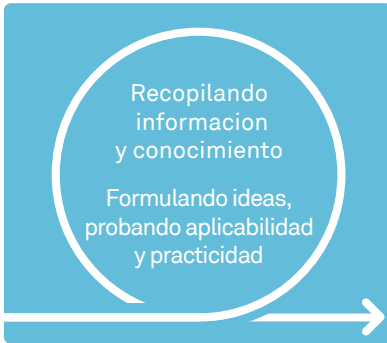 Recopilando
informacion
y conocimiento
Formulando ideas,
probando aplicabilidad
y practicidad